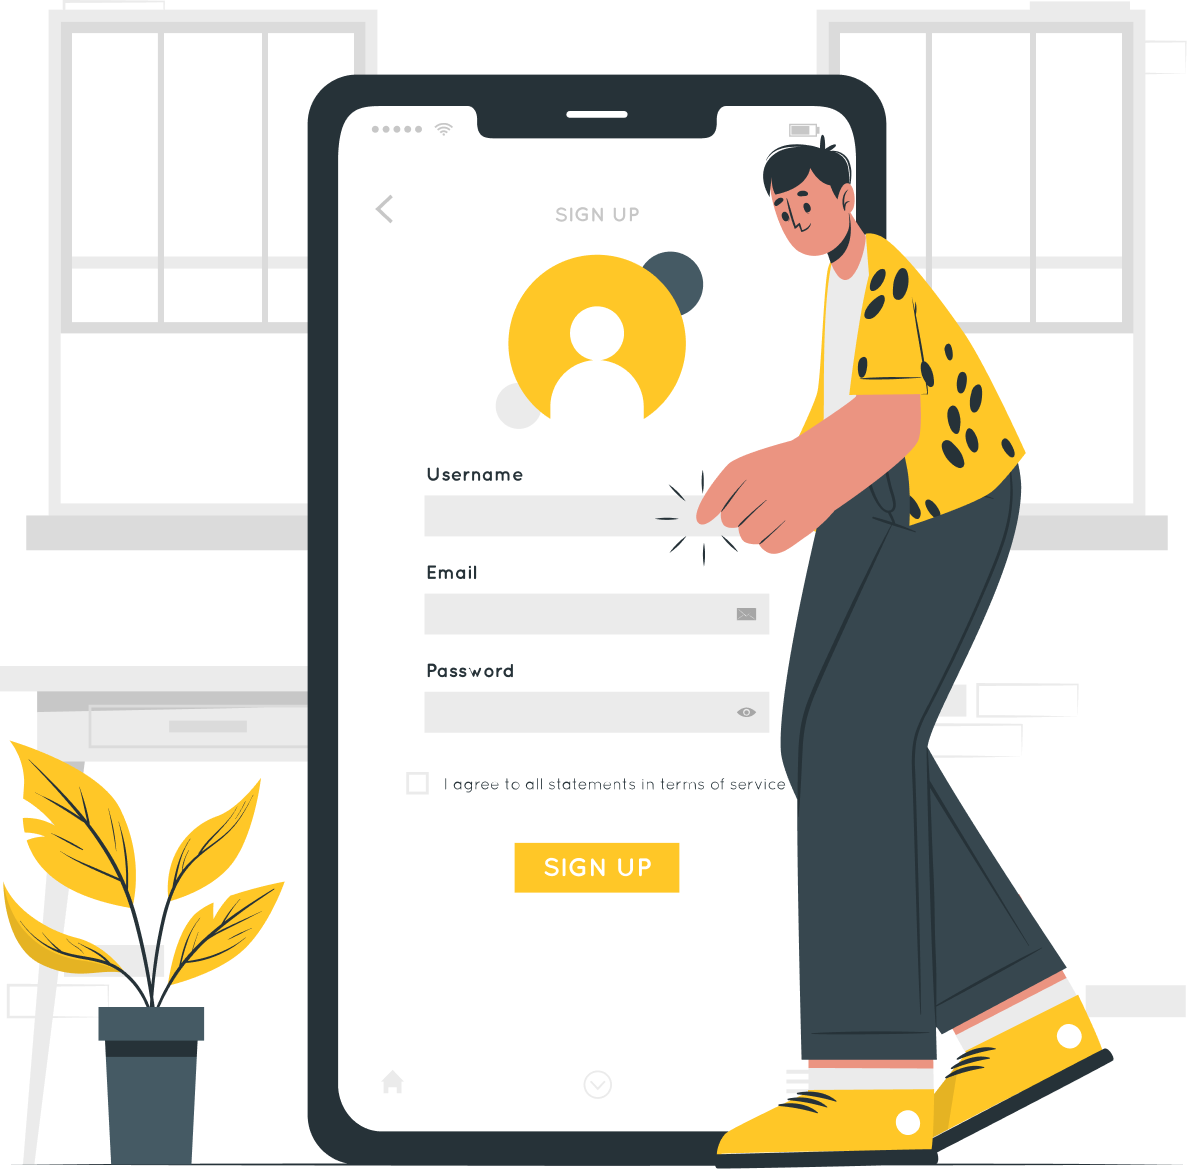 SIGN UP
Username
Email
Password
I agree to all statements in terms of service
SIGN UP